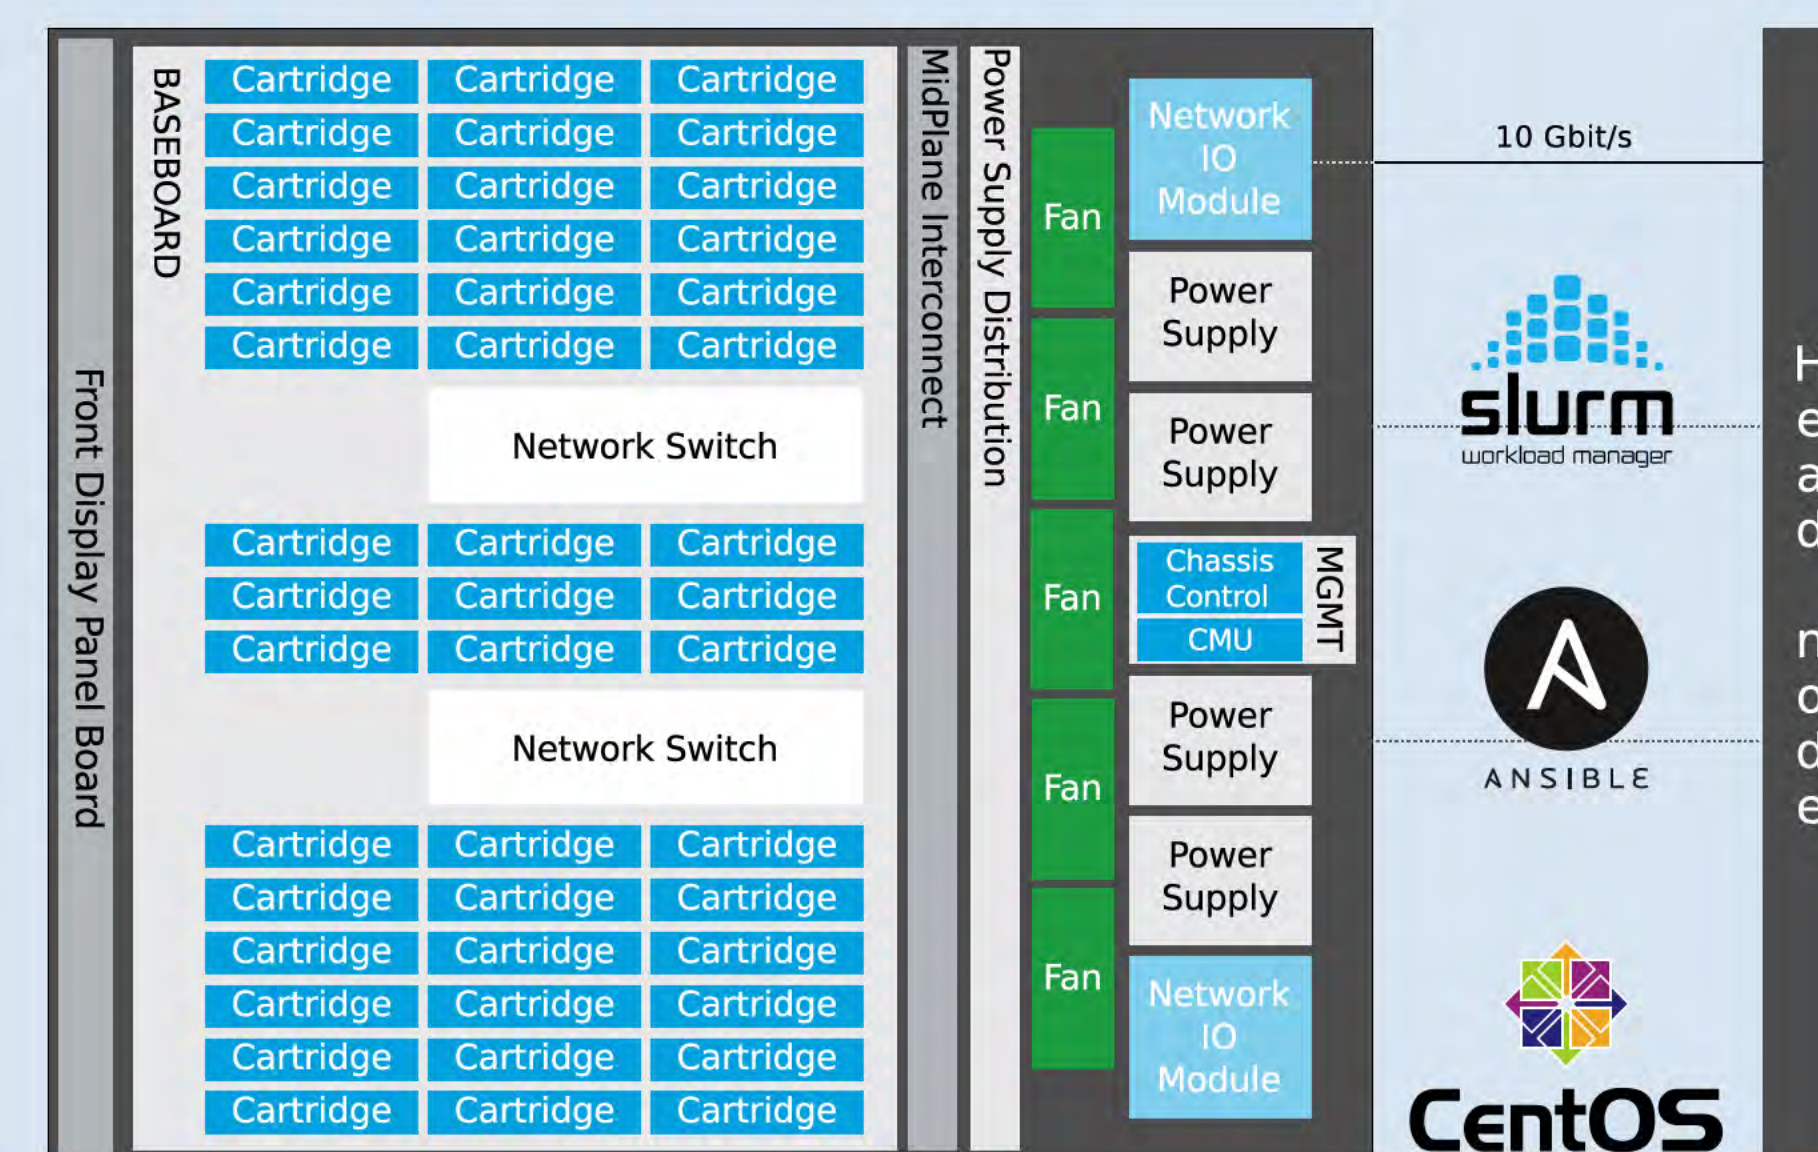 Front Display Panel Board
BASEBOARD
Cartridge Cartridge Cartridge
Cartridge Cartridge Cartridge
Cartridge Cartridge Cartridge
Cartridge Cartridge Cartridge
Cartridge Cartridge Cartridge
Cartridge Cartridge Cartridge
Network Switch
Cartridge Cartridge Cartridge
Cartridge Cartridge Cartridge
Cartridge Cartridge Cartridge
Network Switch
Cartridge Cartridge Cartridge
Cartridge Cartridge Cartridge
Cartridge Cartridge Cartridge
Cartridge Cartridge Cartridge
Cartridge Cartridge Cartridge
Cartridge Cartridge Cartridge
MidPlane Interconnect
Power Supply Distribution
Fan
Fan
Fan
Fan
Fan
Network
IO
Module
Power
Supply
Power
Supply
Chassis
Control
CMU
MGMT
Power
Supply
Power
Supply
Network
IO
Module
10 Gbit/s
slurm
workload manager
ANSIBLE
CentOS